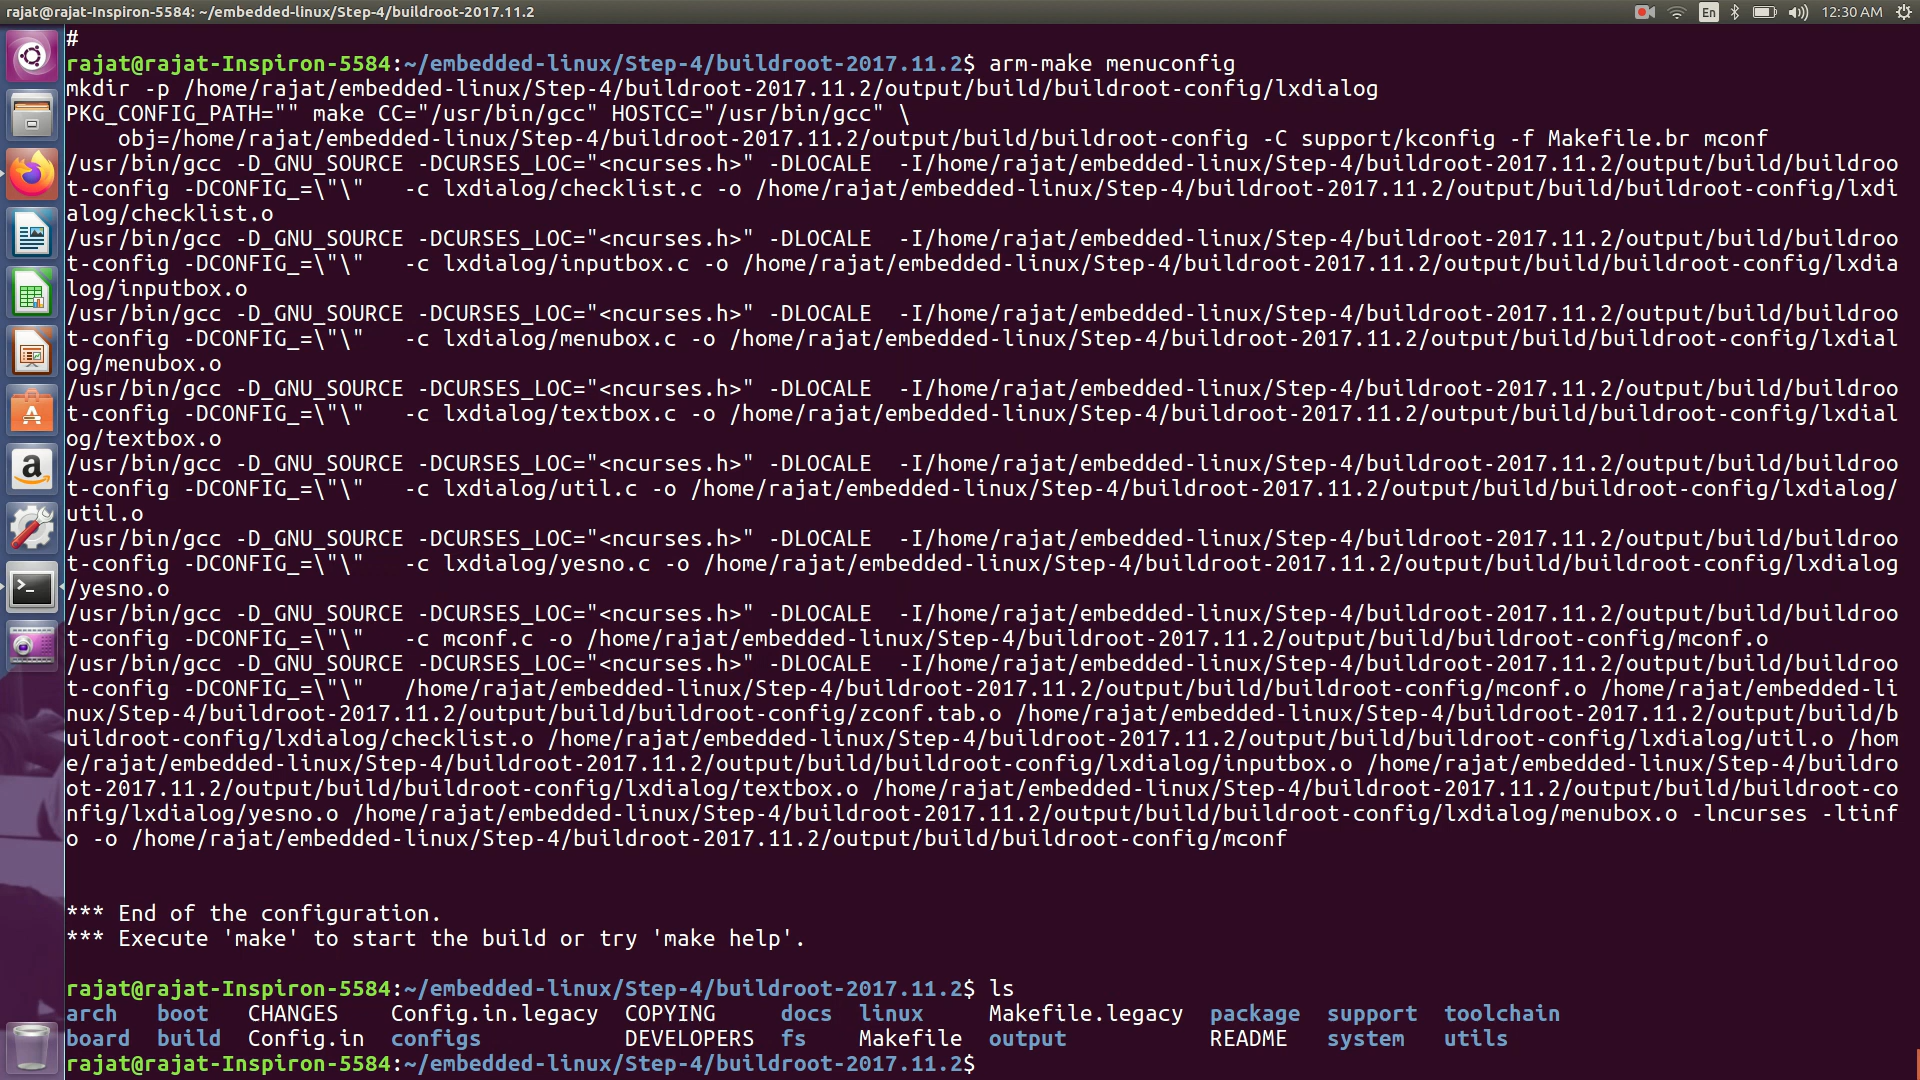 rajat@rajat-Inspiron-5584: ~/embedded-linux/Step-4/buildroot-2017.11.2
En
12:30 AM
#
rajat@rajat-Inspiron-5584:~/embedded-linux/Step-4/buildroot-2017.11.2$ arm-make menuconfig
mkdir -p /home/rajat/embedded-linux/Step-4/buildroot-2017.11.2/output/build/buildroot-config/lxdialog
PKG_CONFIG_PATH="" make CC="/usr/bin/gcc" HOSTCC="/usr/bin/gcc" \
    obj=/home/rajat/embedded-linux/Step-4/buildroot-2017.11.2/output/build/buildroot-config -C support/kconfig -f Makefile.br mconf
/usr/bin/gcc -D_GNU_SOURCE -DCURSES_LOC="<ncurses.h>" -DLOCALE  -I/home/rajat/embedded-linux/Step-4/buildroot-2017.11.2/output/build/buildroo
t-config -DCONFIG_=\"\"   -c lxdialog/checklist.c -o /home/rajat/embedded-linux/Step-4/buildroot-2017.11.2/output/build/buildroot-config/lxdi
alog/checklist.o
/usr/bin/gcc -D_GNU_SOURCE -DCURSES_LOC="<ncurses.h>" -DLOCALE  -I/home/rajat/embedded-linux/Step-4/buildroot-2017.11.2/output/build/buildroo
t-config -DCONFIG_=\"\"   -c lxdialog/inputbox.c -o /home/rajat/embedded-linux/Step-4/buildroot-2017.11.2/output/build/buildroot-config/lxdia
log/inputbox.o
/usr/bin/gcc -D_GNU_SOURCE -DCURSES_LOC="<ncurses.h>" -DLOCALE  -I/home/rajat/embedded-linux/Step-4/buildroot-2017.11.2/output/build/buildroo
t-config -DCONFIG_=\"\"   -c lxdialog/menubox.c -o /home/rajat/embedded-linux/Step-4/buildroot-2017.11.2/output/build/buildroot-config/lxdial
og/menubox.o
/usr/bin/gcc -D_GNU_SOURCE -DCURSES_LOC="<ncurses.h>" -DLOCALE  -I/home/rajat/embedded-linux/Step-4/buildroot-2017.11.2/output/build/buildroo
t-config -DCONFIG_=\"\"   -c lxdialog/textbox.c -o /home/rajat/embedded-linux/Step-4/buildroot-2017.11.2/output/build/buildroot-config/lxdial
og/textbox.o
/usr/bin/gcc -D_GNU_SOURCE -DCURSES_LOC="<ncurses.h>" -DLOCALE  -I/home/rajat/embedded-linux/Step-4/buildroot-2017.11.2/output/build/buildroo
t-config -DCONFIG_=\"\"   -c lxdialog/util.c -o /home/rajat/embedded-linux/Step-4/buildroot-2017.11.2/output/build/buildroot-config/lxdialog/
util.o
/usr/bin/gcc -D_GNU_SOURCE -DCURSES_LOC="<ncurses.h>" -DLOCALE  -I/home/rajat/embedded-linux/Step-4/buildroot-2017.11.2/output/build/buildroo
t-config -DCONFIG_=\"\"   -c lxdialog/yesno.c -o /home/rajat/embedded-linux/Step-4/buildroot-2017.11.2/output/build/buildroot-config/lxdialog
/yesno.o
/usr/bin/gcc -D_GNU_SOURCE -DCURSES_LOC="<ncurses.h>" -DLOCALE  -I/home/rajat/embedded-linux/Step-4/buildroot-2017.11.2/output/build/buildroo
t-config -DCONFIG_=\"\"   -c mconf.c -o /home/rajat/embedded-linux/Step-4/buildroot-2017.11.2/output/build/buildroot-config/mconf.o
/usr/bin/gcc -D_GNU_SOURCE -DCURSES_LOC="<ncurses.h>" -DLOCALE  -I/home/rajat/embedded-linux/Step-4/buildroot-2017.11.2/output/build/buildroo
t-config -DCONFIG_=\"\"   /home/rajat/embedded-linux/Step-4/buildroot-2017.11.2/output/build/buildroot-config/mconf.o /home/rajat/embedded-li
nux/Step-4/buildroot-2017.11.2/output/build/buildroot-config/zconf.tab.o /home/rajat/embedded-linux/Step-4/buildroot-2017.11.2/output/build/b
uildroot-config/lxdialog/checklist.o /home/rajat/embedded-linux/Step-4/buildroot-2017.11.2/output/build/buildroot-config/lxdialog/util.o /hom
e/rajat/embedded-linux/Step-4/buildroot-2017.11.2/output/build/buildroot-config/lxdialog/inputbox.o /home/rajat/embedded-linux/Step-4/buildro
ot-2017.11.2/output/build/buildroot-config/lxdialog/textbox.o /home/rajat/embedded-linux/Step-4/buildroot-2017.11.2/output/build/buildroot-co
nfig/lxdialog/yesno.o /home/rajat/embedded-linux/Step-4/buildroot-2017.11.2/output/build/buildroot-config/lxdialog/menubox.o -lncurses -ltinf
o -o /home/rajat/embedded-linux/Step-4/buildroot-2017.11.2/output/build/buildroot-config/mconf
*** End of the configuration.
*** Execute 'make' to start the build or try 'make help'.
rajat@rajat-Inspiron-5584:~/embedded-linux/Step-4/buildroot-2017.11.2$ ls
arch   boot   CHANGES    Config.in.legacy  COPYING     docs  linux     Makefile.legacy  package  support  toolchain
board  build  Config.in  configs           DEVELOPERS  fs    Makefile  output           README   system   utils
rajat@rajat-Inspiron-5584:~/embedded-linux/Step-4/buildroot-2017.11.2$